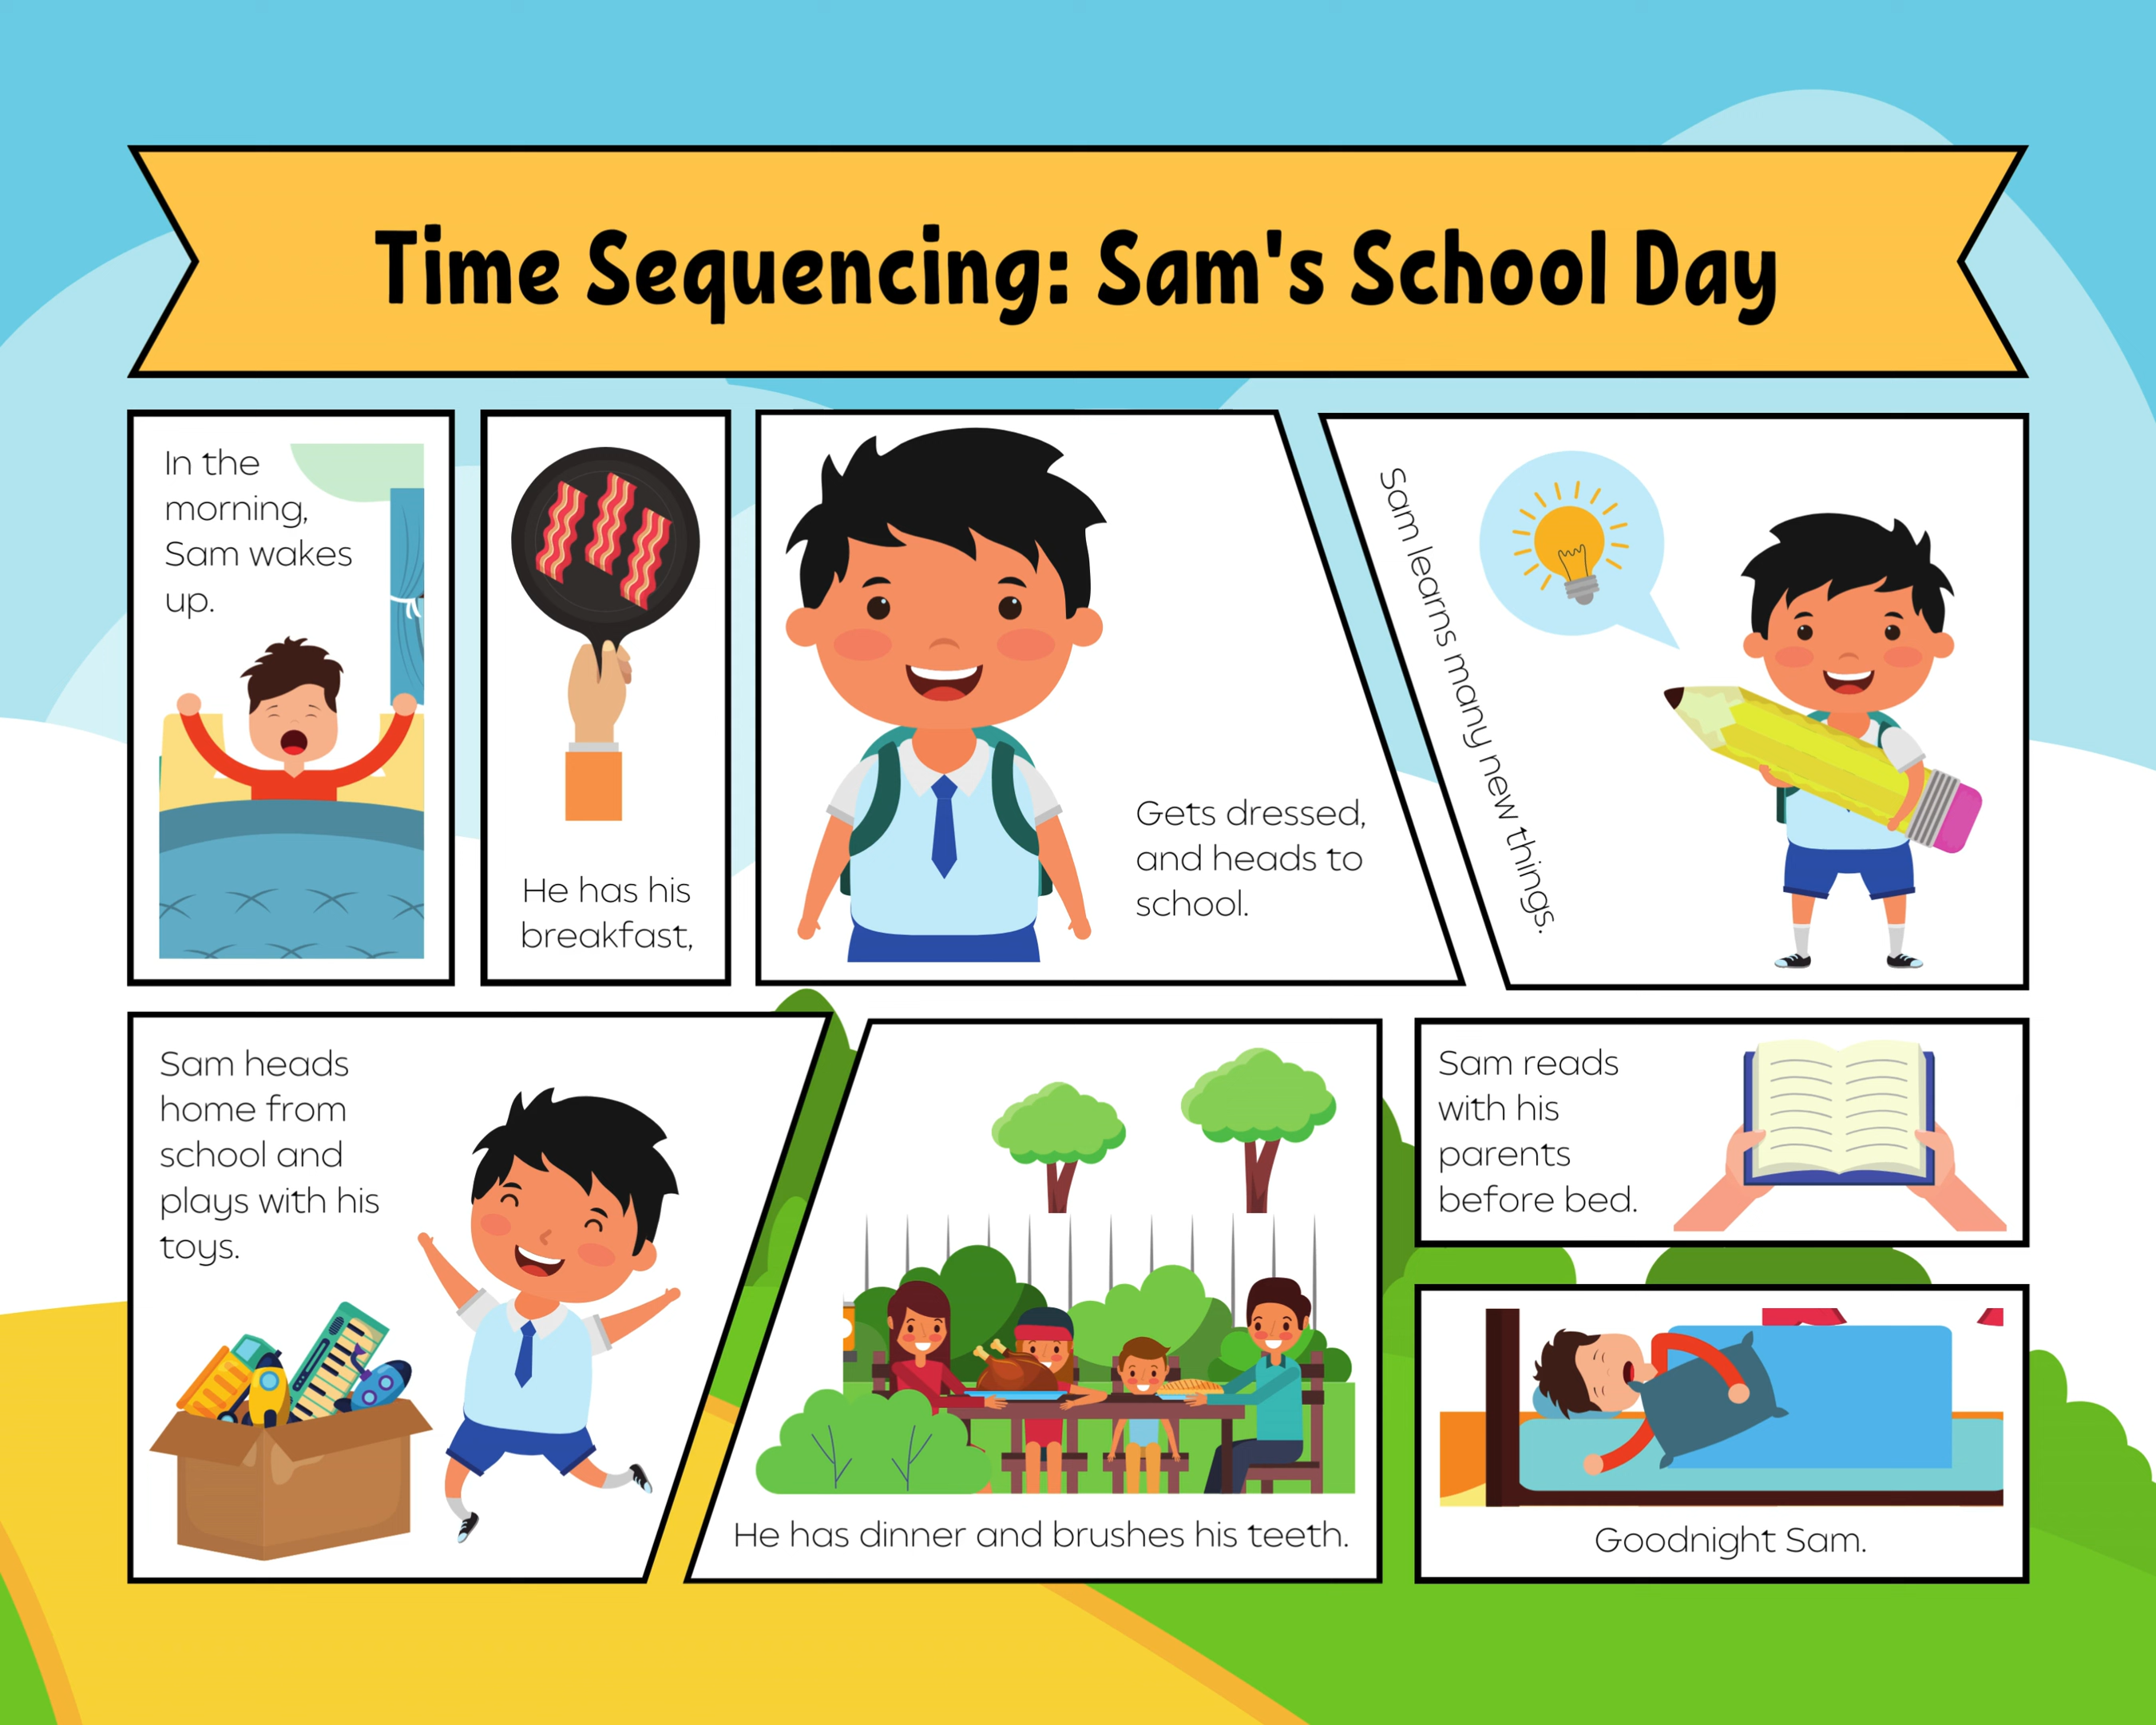 Time Sequencing: Sam's School Day
In the
morning,
Sam wakes
up.
He has his
breakfast,
Gets dressed,
and heads to
school.
Sam learns many new things.
Sam heads
home from
school and
plays with his
toys.
He has dinner and brushes his teeth.
Sam reads
with his
parents
before bed.
Goodnight Sam.